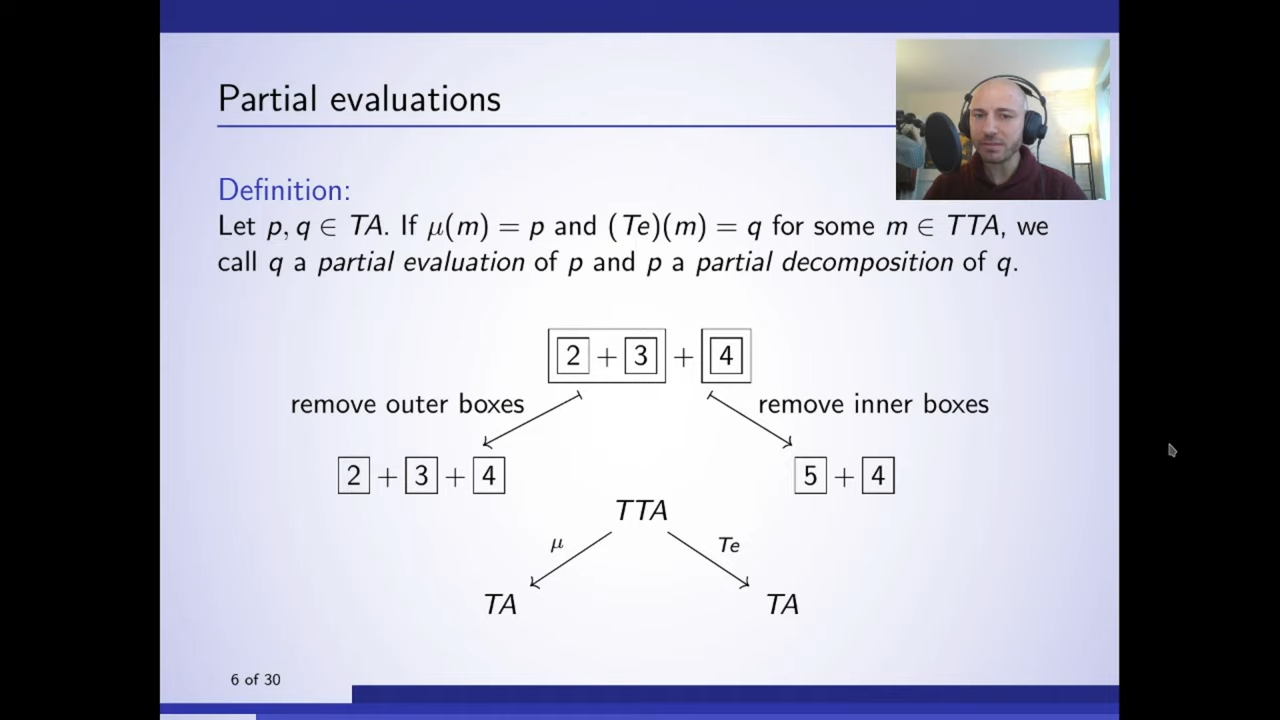 Partial evaluations
Definition:
Let p, q ∈ TA. If μ(m) = p and (Te)(m) = q for some m ∈ TTA, we
call q a partial evaluation of p and p a partial decomposition of q.
2 + 3 + 4
remove outer boxes
remove inner boxes
2 + 3 + 4
5 + 4
TTA
μ
Te
TA
TA
6 of 30